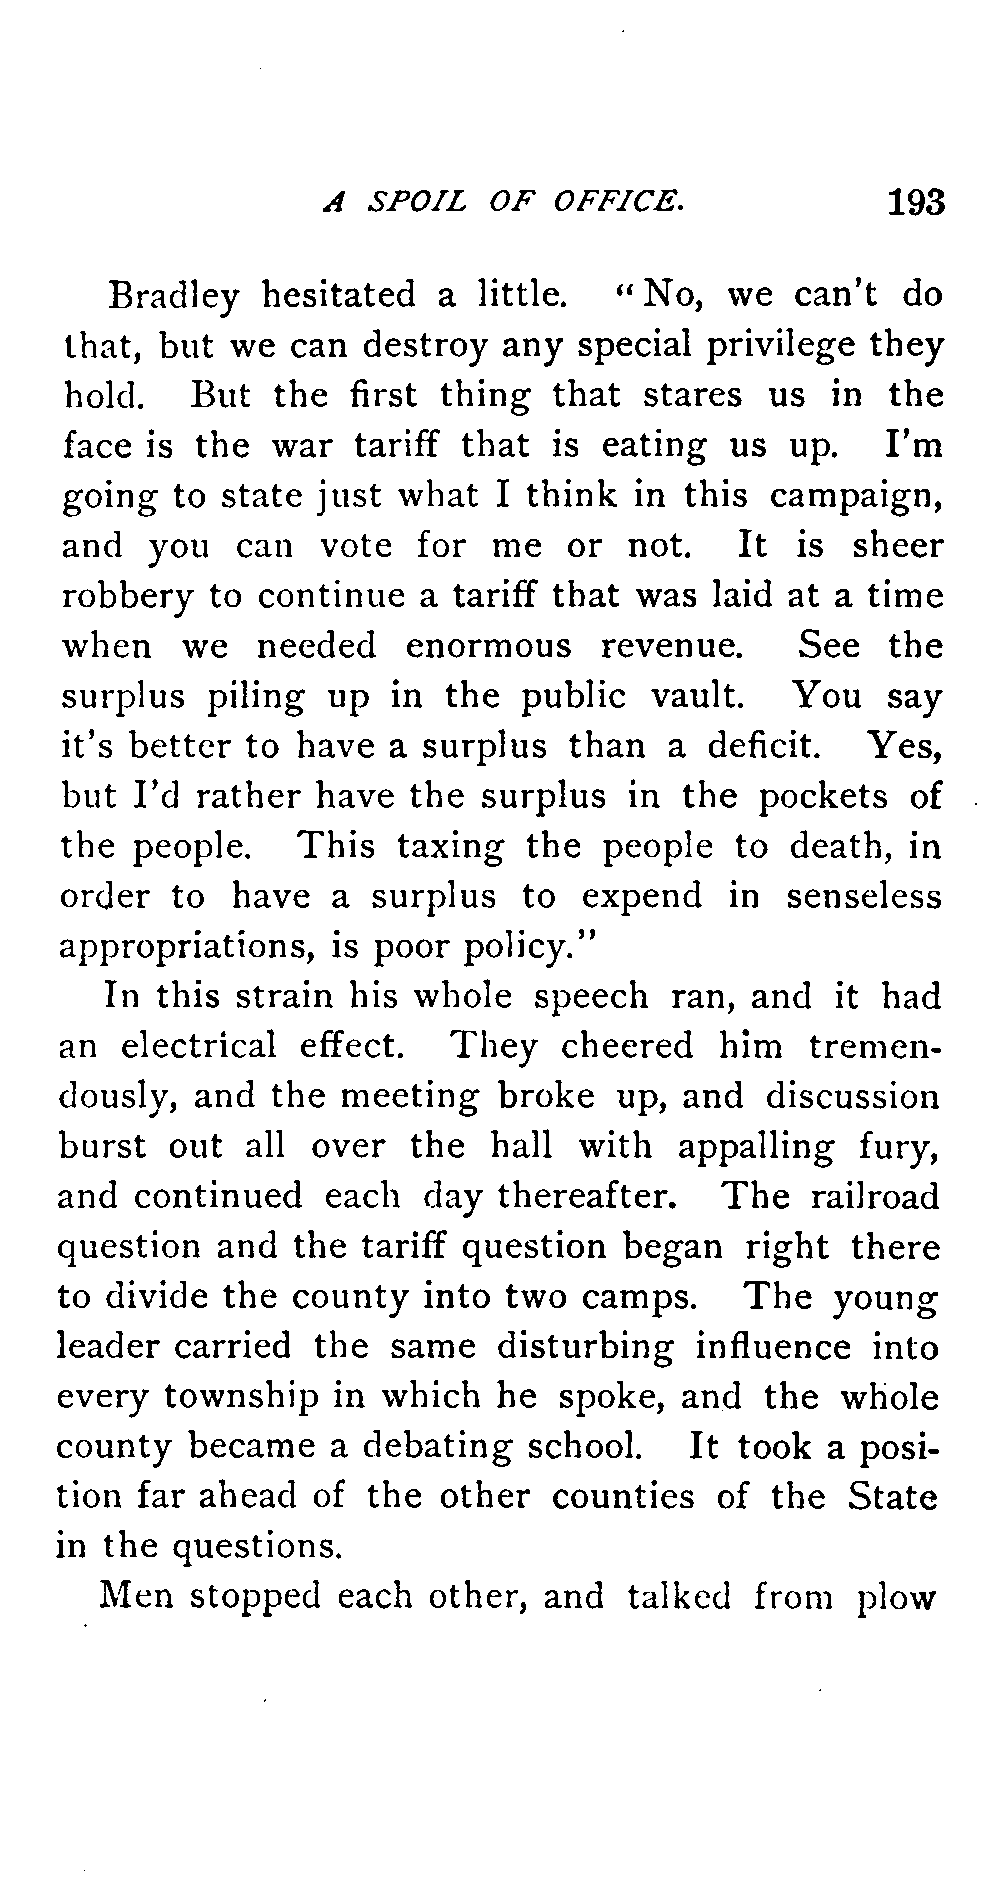 A SPOIL OF OFFICE. 193
Bradley hesitated a little. “No, we can't do
that, but we can destroy any special privilege they
hold. But the first thing that stares us in the
face is the war tariff that is eating us up. I'm
going to state just what I think in this campaign,
and you can vote for me or not. It is sheer
robbery to continue a tariff that was laid at a time
when we needed enormous revenue. See the
surplus piling up in the public vault. You say
it's better to have a surplus than a deficit. Yes,
but I'd rather have the surplus in the pockets of
the people. This taxing the people to death, in
order to have a surplus to expend in senseless
appropriations, is poor policy.”
In this strain his whole speech ran, and it had
an electrical effect. They cheered him tremen-
dously, and the meeting broke up, and discussion
burst out all over the hall with appalling fury,
and continued each day thereafter. The railroad
question and the tariff question began right there
to divide the county into two camps. The young
leader carried the same disturbing influence into
every township in which he spoke, and the whole
county became a debating school. It took a posi-
tion far ahead of the other counties of the State
in the questions.
Men stopped each other, and talked from plow